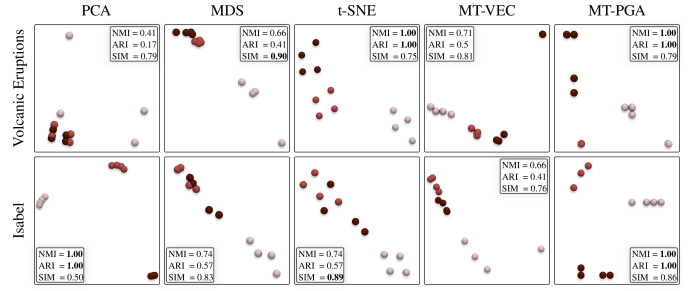 PCA MDS t-SNE MT-VEC MT-PGA
Volcanic Eruptions
NMI = 0.41
ARI = 0.17
SIM = 0.79
NMI = 0.66
ARI = 0.41
SIM = 0.90
NMI = 1.00
ARI = 1.00
SIM = 0.75
NMI = 0.71
ARI = 0.5
SIM = 0.81
NMI = 1.00
ARI = 1.00
SIM = 0.79
Isabel
NMI = 1.00
ARI = 1.00
SIM = 0.50
NMI = 0.74
ARI = 0.57
SIM = 0.83
NMI = 0.74
ARI = 0.57
SIM = 0.89
NMI = 0.66
ARI = 0.41
SIM = 0.76
NMI = 1.00
ARI = 1.00
SIM = 0.86